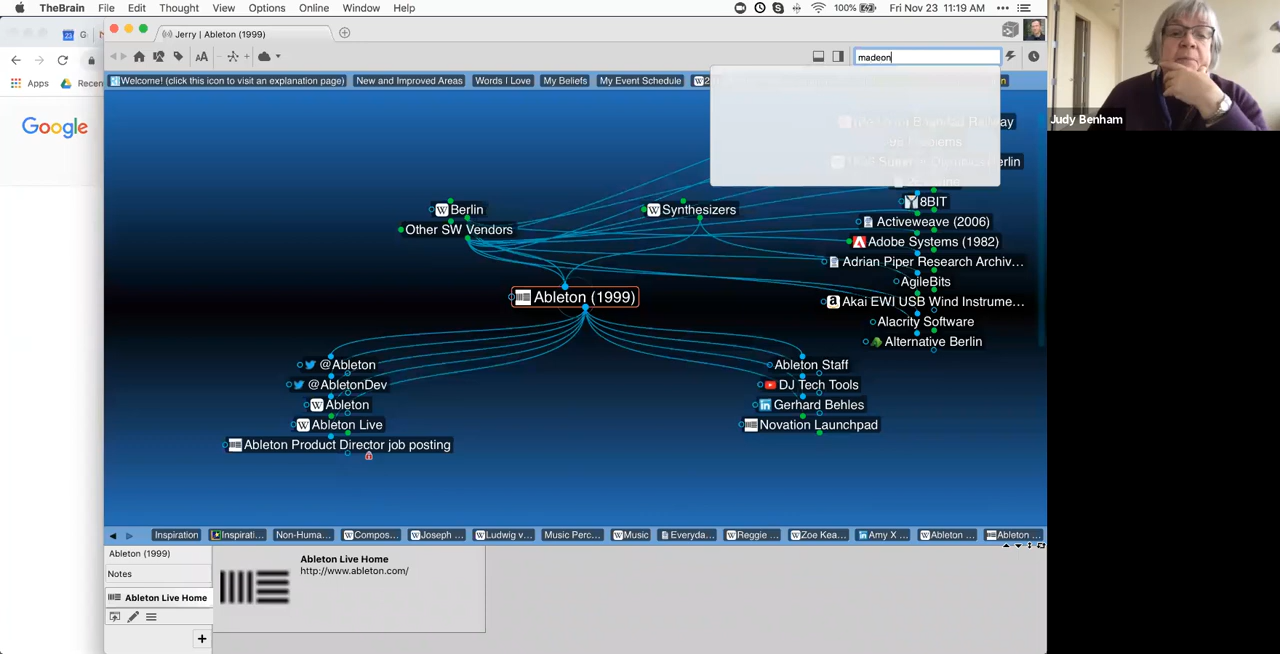 TheBrain File Edit Thought View Options Online Window Help 100% Fri Nov 23 11:19 AM
Jerry | Ableton (1999)
AA
madeon
Apps Recen
Welcome! (click this icon to visit an explanation page) New and Improved Areas Words I Love My Beliefs My Event Schedule
Google
Judy Benham
Berlin
Other SW Vendors
Synthesizers
8BIT
Activeweave (2006)
Adobe Systems (1982)
Adrian Piper Research Archiv...
AgileBits
Akai EWI USB Wind Instrume...
Alacrity Software
Alternative Berlin
Ableton (1999)
@Ableton
@AbletonDev
Ableton
Ableton Live
Ableton Product Director job posting
Ableton Staff
DJ Tech Tools
Gerhard Behles
Novation Launchpad
Inspiration Inspirati... Non-Huma... Compos... Joseph ... Ludwig v... Music Perc... Music Everyda... Reggie ... Zoe Kea... Amy X ... Ableton ... Ableton ...
Ableton (1999)
Notes
Ableton Live Home
Ableton Live Home
http://www.ableton.com/